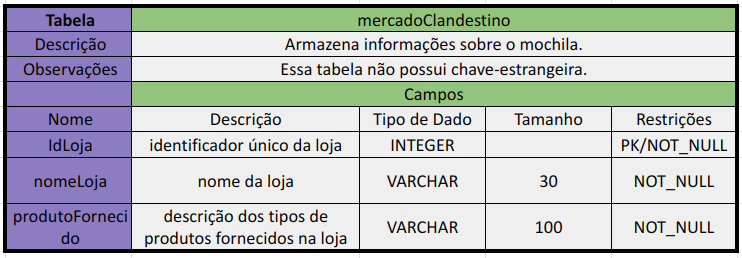 Tabela mercadoClandestino
Descrição Armazena informações sobre o mochila.
Observações Essa tabela não possui chave-estrangeira.
Campos
Nome Descrição Tipo de Dado Tamanho Restrições
IdLoja identificador único da loja INTEGER PK/NOT_NULL
nomeLoja nome da loja VARCHAR 30 NOT_NULL
produtoForneci descrição dos tipos de
do produtos fornecidos na loja VARCHAR 100 NOT_NULL